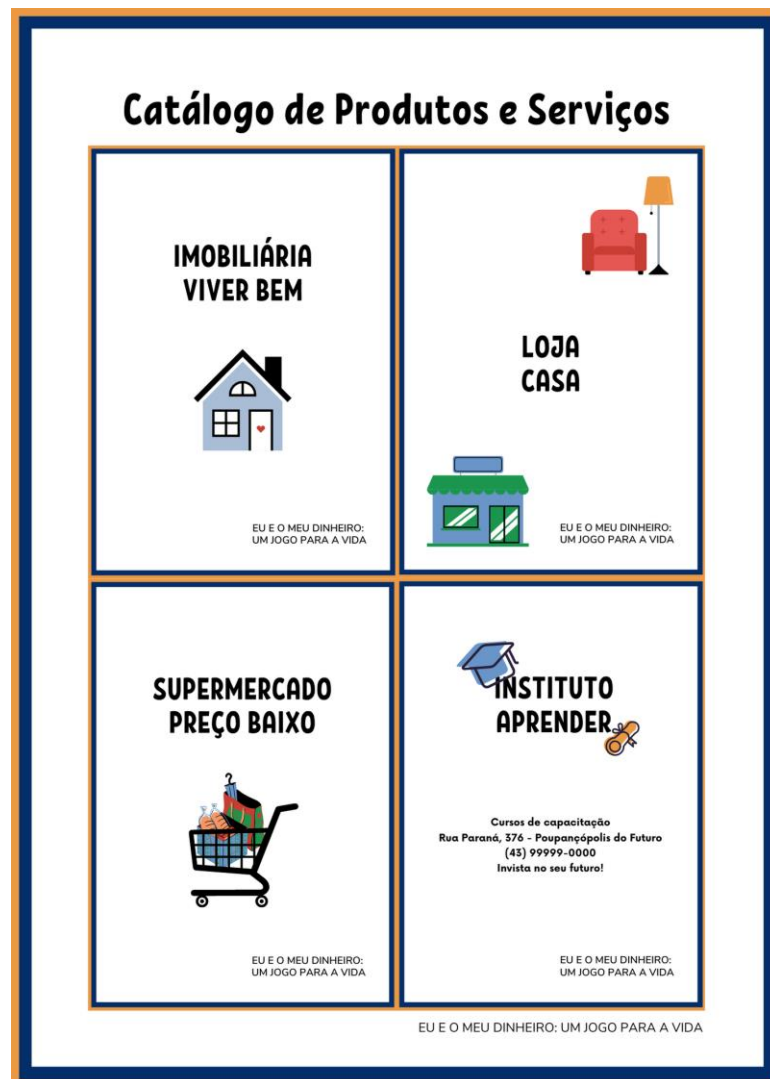 Catálogo de Produtos e Serviços
IMOBILIÁRIA
VIVER BEM
EU E O MEU DINHEIRO:
UM JOGO PARA A VIDA
LOJA
CASA
EU E O MEU DINHEIRO:
UM JOGO PARA A VIDA
SUPERMERCADO
PREÇO BAIXO
EU E O MEU DINHEIRO:
UM JOGO PARA A VIDA
INSTITUTO
APRENDER
Cursos de capacitação
Rua Paraná, 376 - Poupançópolis do Futuro
(43) 99999-0000
Invista no seu futuro!
EU E O MEU DINHEIRO:
UM JOGO PARA A VIDA
EU E O MEU DINHEIRO: UM JOGO PARA A VIDA